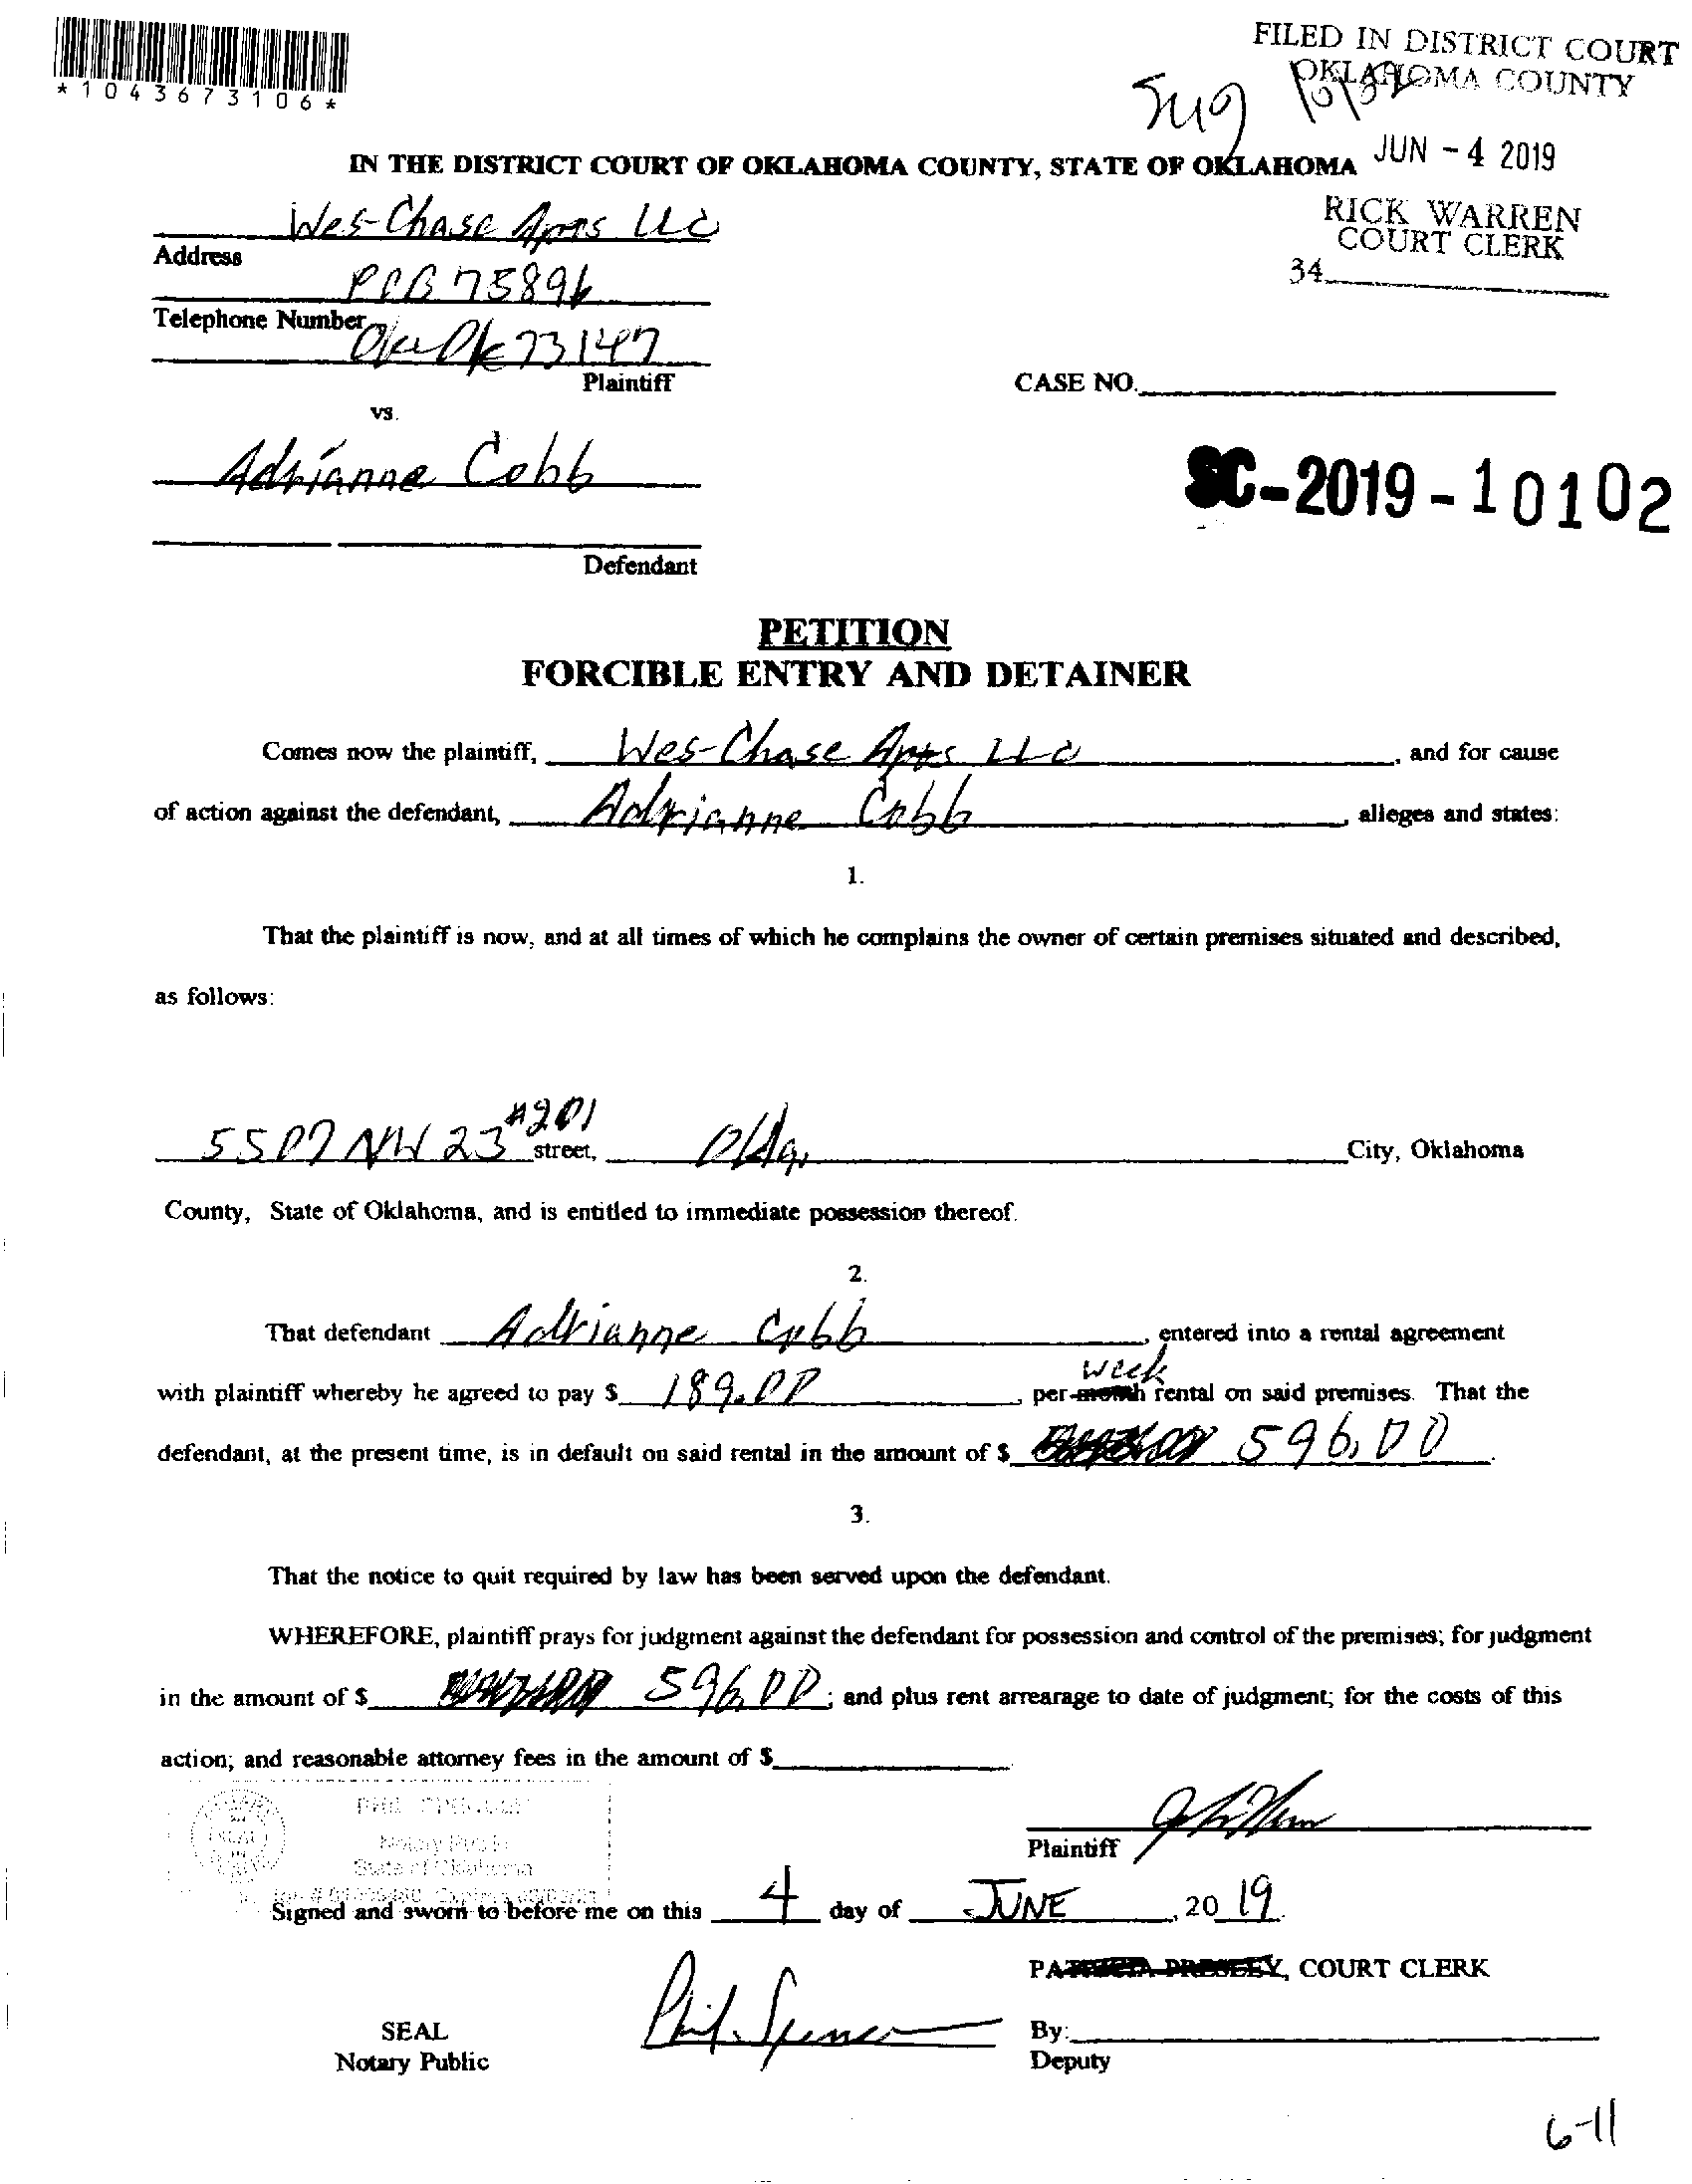 *1043673106*
FILED IN DISTRICT COURT
OKLAHOMA COUNTY
JUN - 4 2019
RICK WARREN
COURT CLERK
34
IN THE DISTRICT COURT OF OKLAHOMA COUNTY, STATE OF OKLAHOMA
Wes-Chase Apts LLC
Address
POB 75896
Telephone Number
Okc Ok 73147
Plaintiff
CASE NO.
vs.
Adrianne Cobb
SC-2019-10102
Defendant
PETITION
FORCIBLE ENTRY AND DETAINER
Comes now the plaintiff, Wes-Chase Apts LLC, and for cause
of action against the defendant, Adrianne Cobb, alleges and states:
1.
That the plaintiff is now, and at all times of which he complains the owner of certain premises situated and described,
as follows:
5507 NW 23 #201 street, City, Oklahoma
County, State of Oklahoma, and is entitled to immediate possession thereof.
2.
That defendant Adrianne Cobb, entered into a rental agreement
with plaintiff whereby he agreed to pay $ 189.00, per month week rental on said premises. That the
defendant, at the present time, is in default on said rental in the amount of $ 596.00.
3.
That the notice to quit required by law has been served upon the defendant.
WHEREFORE, plaintiff prays for judgment against the defendant for possession and control of the premises; for judgment
in the amount of $ 596.00; and plus rent arrearage to date of judgment; for the costs of this
action; and reasonable attorney fees in the amount of $
Notary Public
State of Oklahoma
Plaintiff
Signed and sworn to before me on this 4 day of JUNE, 20 19.
PATRICIA PRESLEY, COURT CLERK
Phil Spencer
SEAL
By:
Notary Public
Deputy
6-11